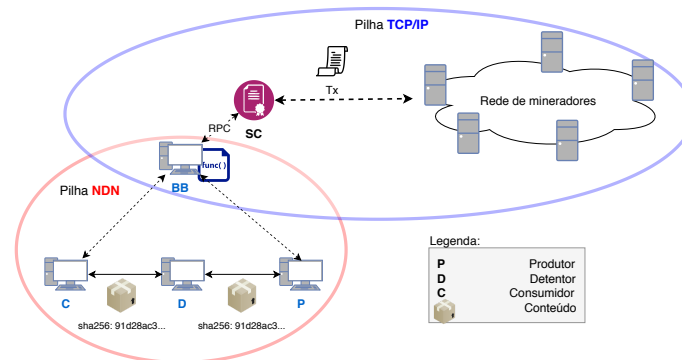 Pilha TCP/IP
Tx
Rede de mineradores
SC
RPC
func( )
BB
Pilha NDN
C
D
P
sha256: 91d28ac3...
sha256: 91d28ac3...
Legenda:
P Produtor
D Detentor
C Consumidor
Conteúdo